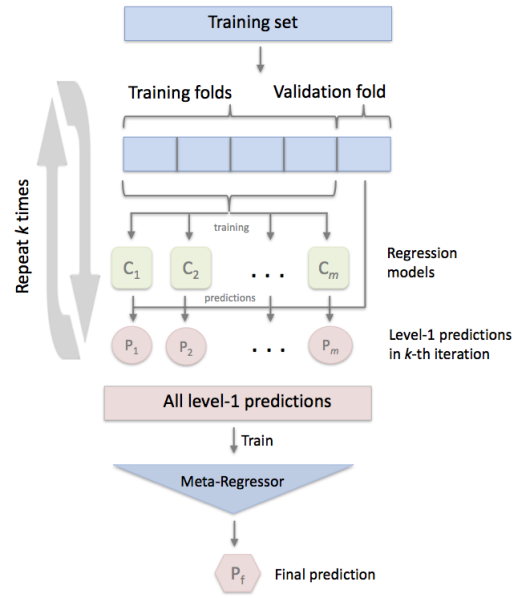 Training set
Training folds
Validation fold
Repeat k times
training
C1
C2
. . .
Cm
Regression
models
predictions
P1
P2
. . .
Pm
Level-1 predictions
in k-th iteration
All level-1 predictions
Train
Meta-Regressor
Pf
Final prediction